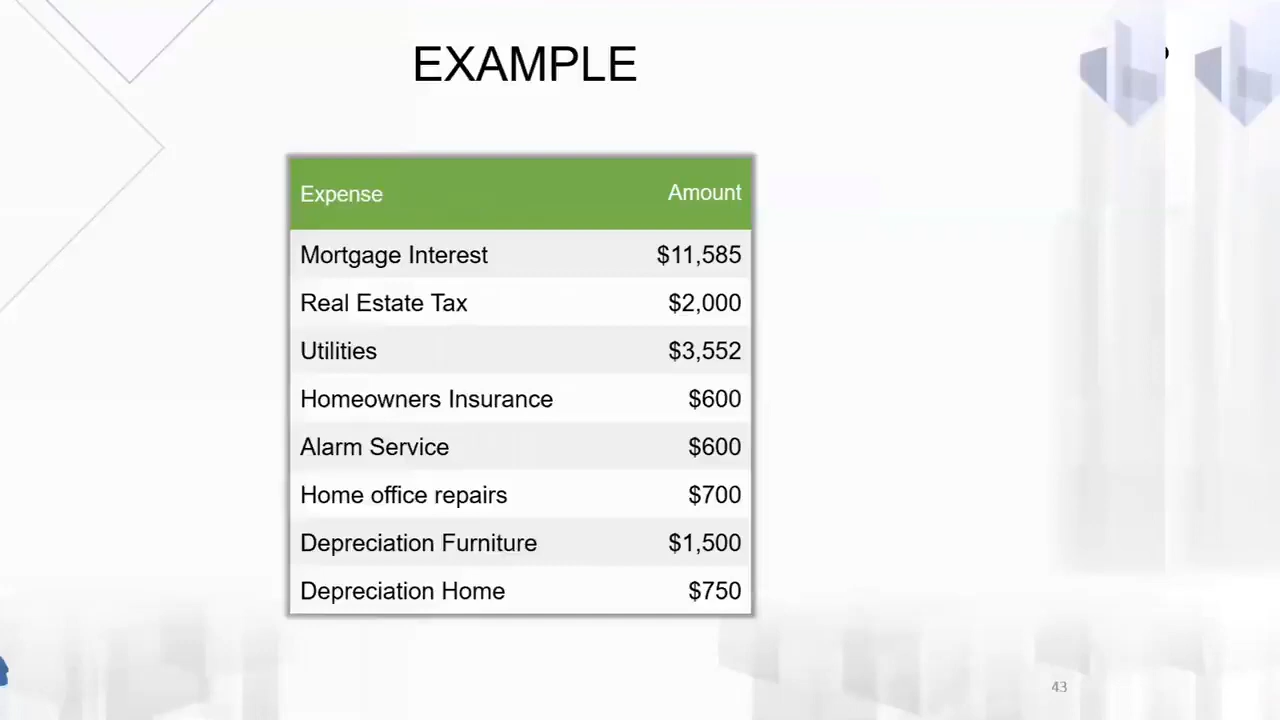 EXAMPLE
Expense Amount
Mortgage Interest $11,585
Real Estate Tax $2,000
Utilities $3,552
Homeowners Insurance $600
Alarm Service $600
Home office repairs $700
Depreciation Furniture $1,500
Depreciation Home $750
43